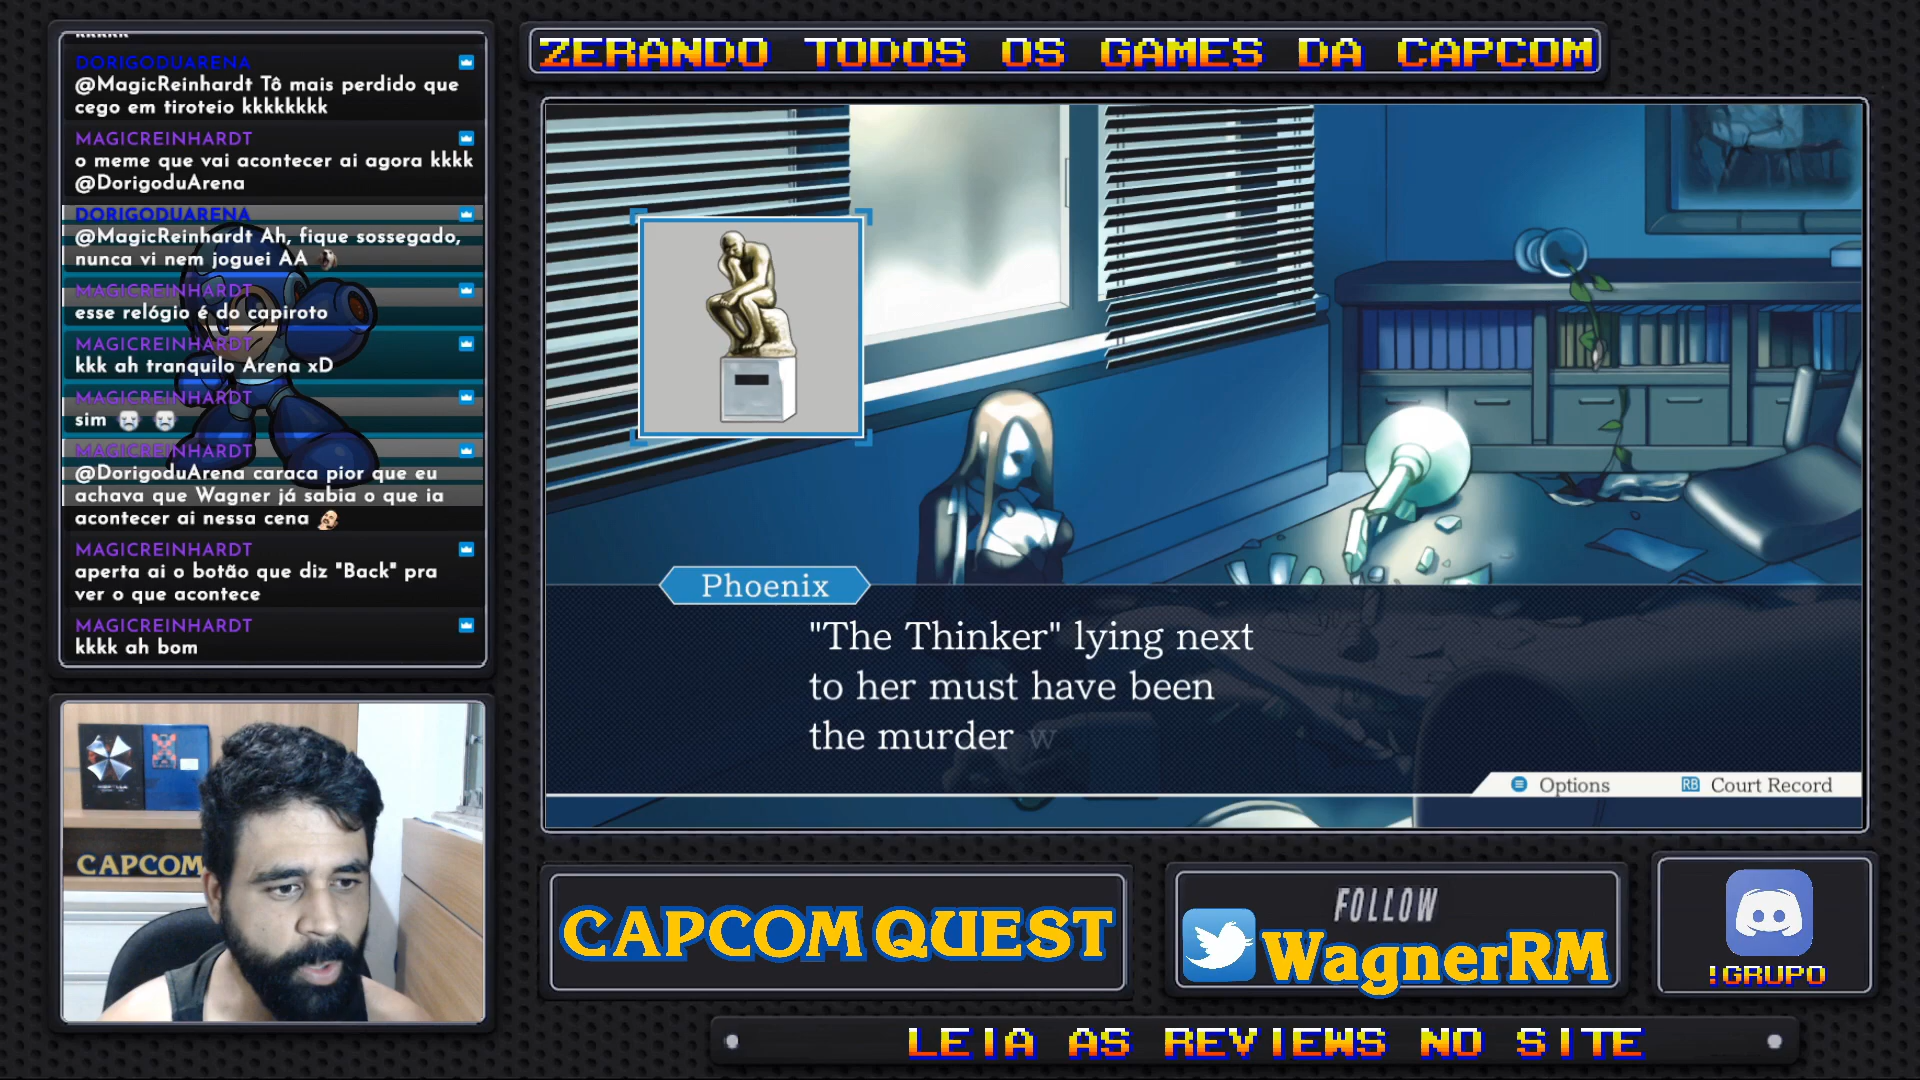 ZERANDO TODOS OS GAMES DA CAPCOM
kkkkk
DORIGODUARENA
@MagicReinhardt Tô mais perdido que
cego em tiroteio kkkkkkkk
MAGICREINHARDT
o meme que vai acontecer ai agora kkkk
@DorigoduArena
DORIGODUARENA
@MagicReinhardt Ah, fique sossegado,
nunca vi nem joguei AA
MAGICREINHARDT
esse relógio é do capiroto
MAGICREINHARDT
kkk ah tranquilo Arena xD
MAGICREINHARDT
sim
MAGICREINHARDT
@DorigoduArena caraca pior que eu
achava que Wagner já sabia o que ia
acontecer ai nessa cena
MAGICREINHARDT
aperta ai o botão que diz "Back" pra
ver o que acontece
MAGICREINHARDT
kkkk ah bom
Phoenix
"The Thinker" lying next
to her must have been
the murder w
Options
RB Court Record
CAPCOM
CAPCOM QUEST
FOLLOW
WagnerRM
!GRUPO
LEIA AS REVIEWS NO SITE